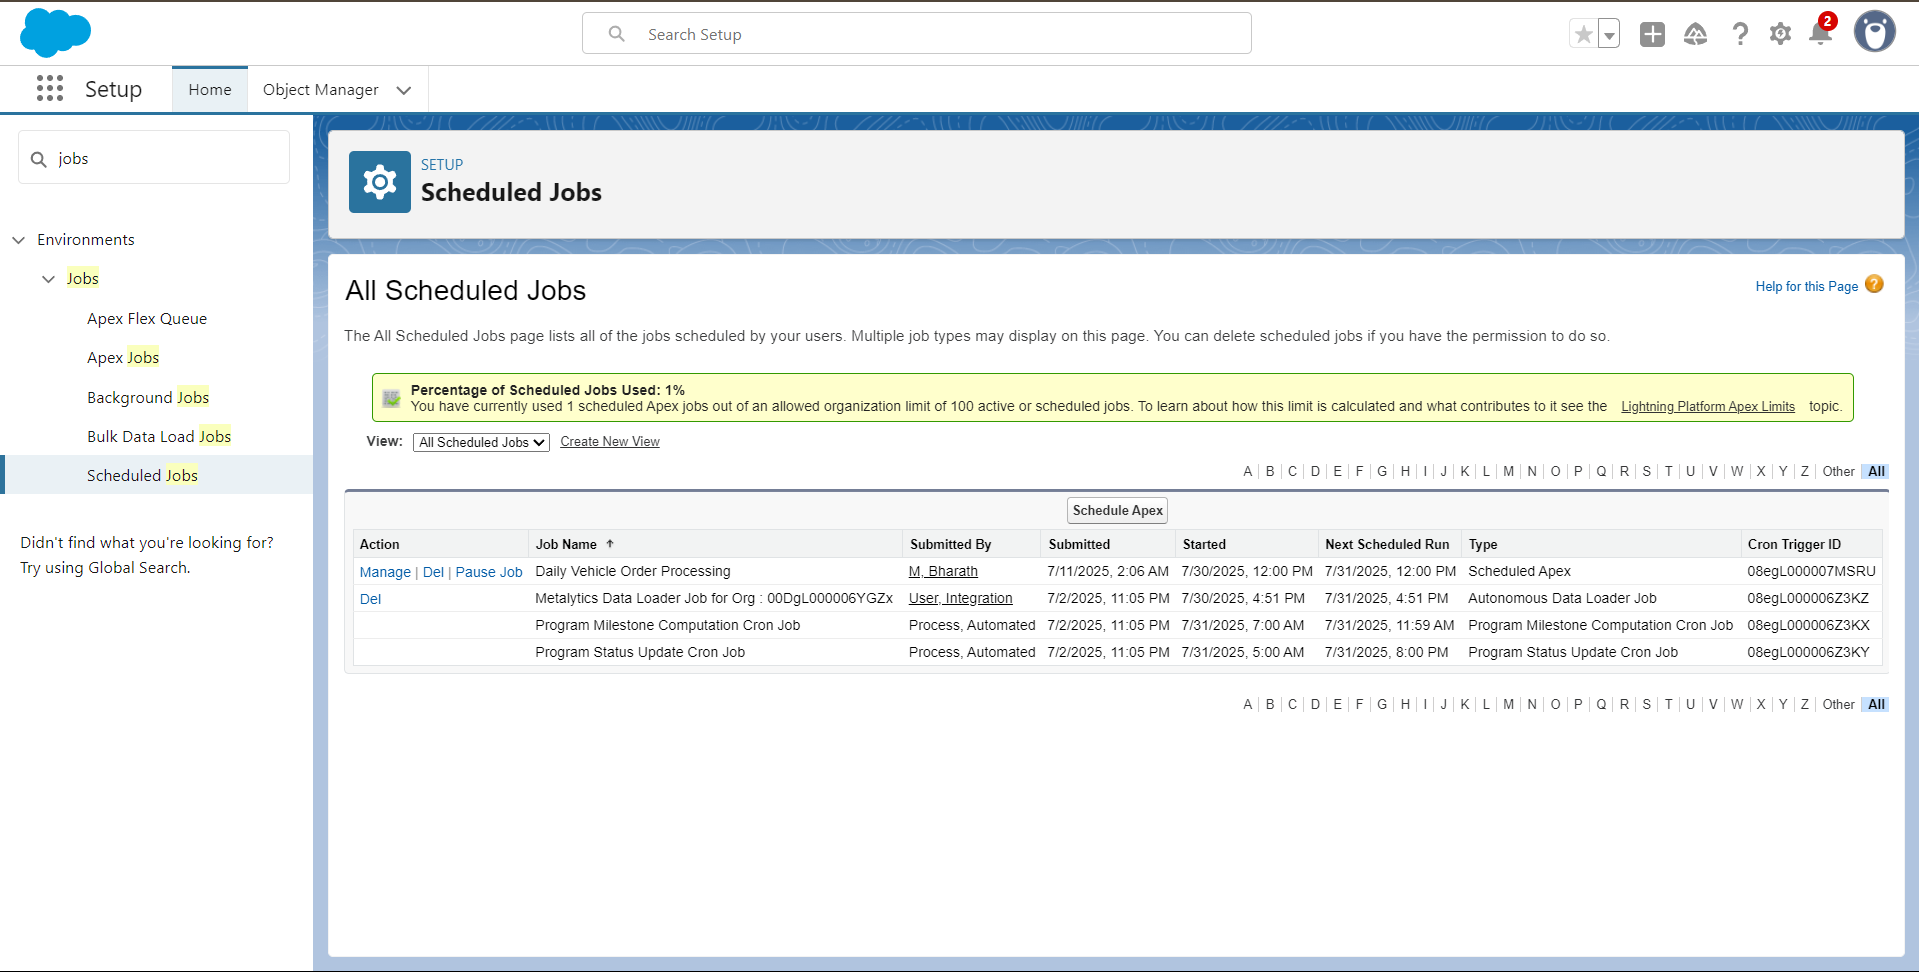 Search Setup
2
Setup
Home
Object Manager
jobs
Environments
Jobs
Apex Flex Queue
Apex Jobs
Background Jobs
Bulk Data Load Jobs
Scheduled Jobs
Didn't find what you're looking for?
Try using Global Search.
SETUP
Scheduled Jobs
All Scheduled Jobs
Help for this Page ?
The All Scheduled Jobs page lists all of the jobs scheduled by your users. Multiple job types may display on this page. You can delete scheduled jobs if you have the permission to do so.
Percentage of Scheduled Jobs Used: 1%
You have currently used 1 scheduled Apex jobs out of an allowed organization limit of 100 active or scheduled jobs. To learn about how this limit is calculated and what contributes to it see the Lightning Platform Apex Limits topic.
View: All Scheduled Jobs Create New View
A | B | C | D | E | F | G | H | I | J | K | L | M | N | O | P | Q | R | S | T | U | V | W | X | Y | Z | Other All
Schedule Apex
Action Job Name ↑ Submitted By Submitted Started Next Scheduled Run Type Cron Trigger ID
Manage | Del | Pause Job Daily Vehicle Order Processing M, Bharath 7/11/2025, 2:06 AM 7/30/2025, 12:00 PM 7/31/2025, 12:00 PM Scheduled Apex 08egL000007MSRU
Del Metalytics Data Loader Job for Org : 00DgL000006YGZx User, Integration 7/2/2025, 11:05 PM 7/30/2025, 4:51 PM 7/31/2025, 4:51 PM Autonomous Data Loader Job 08egL000006Z3KZ
Program Milestone Computation Cron Job Process, Automated 7/2/2025, 11:05 PM 7/31/2025, 7:00 AM 7/31/2025, 11:59 AM Program Milestone Computation Cron Job 08egL000006Z3KX
Program Status Update Cron Job Process, Automated 7/2/2025, 11:05 PM 7/31/2025, 5:00 AM 7/31/2025, 8:00 PM Program Status Update Cron Job 08egL000006Z3KY
A | B | C | D | E | F | G | H | I | J | K | L | M | N | O | P | Q | R | S | T | U | V | W | X | Y | Z | Other All